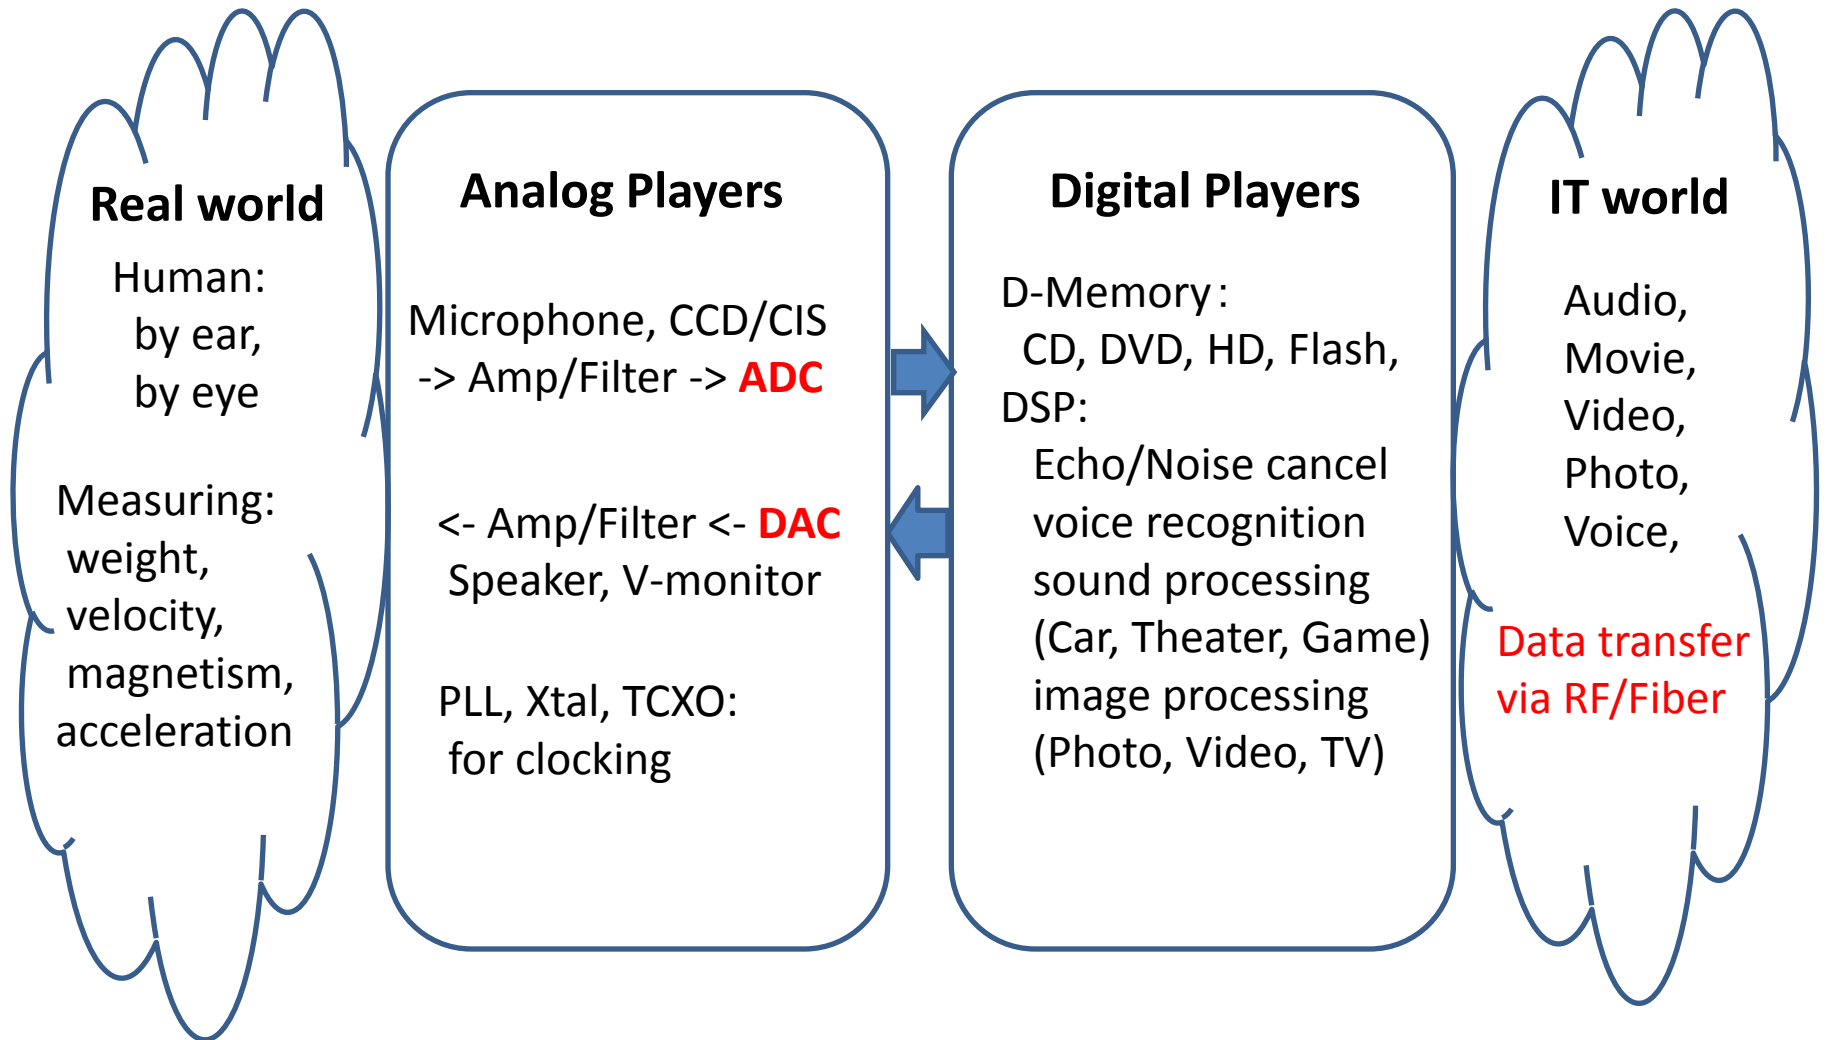 Real world
Human:
by ear,
by eye
Measuring:
weight,
velocity,
magnetism,
acceleration
Analog Players
Microphone, CCD/CIS
-> Amp/Filter -> ADC
<- Amp/Filter <- DAC
Speaker, V-monitor
PLL, Xtal, TCXO:
for clocking
Digital Players
D-Memory :
CD, DVD, HD, Flash,
DSP:
Echo/Noise cancel
voice recognition
sound processing
(Car, Theater, Game)
image processing
(Photo, Video, TV)
IT world
Audio,
Movie,
Video,
Photo,
Voice,
Data transfer
via RF/Fiber